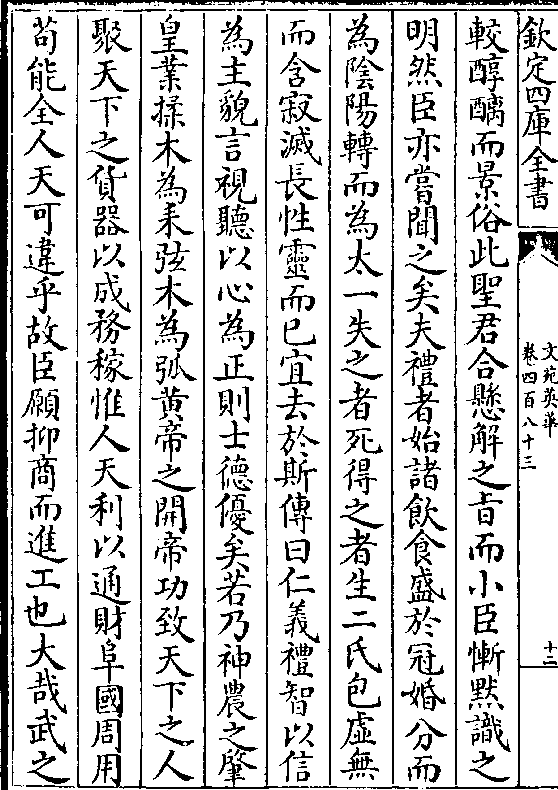 欽定四庫全書
文苑英華
卷四百八十三
十二
較醇醨而景俗此聖君合懸解之㫖而小臣慚黙識之
明然臣亦嘗聞之矣夫禮者始諸飲食盛於冠婚分而
為陰陽轉而為太一失之者死得之者生二氏包虚無
而含寂滅長性靈而已宜去於斯傳曰仁義禮智以信
為主貌言視聽以心為正則士德優矣若乃神農之肇
皇業揉木為耒弦木為弧黄帝之開帝功致天下之人
聚天下之貨器以成務稼惟人天利以通財阜國周用
苟能全人天可違乎故臣願抑商而進工也大哉武之